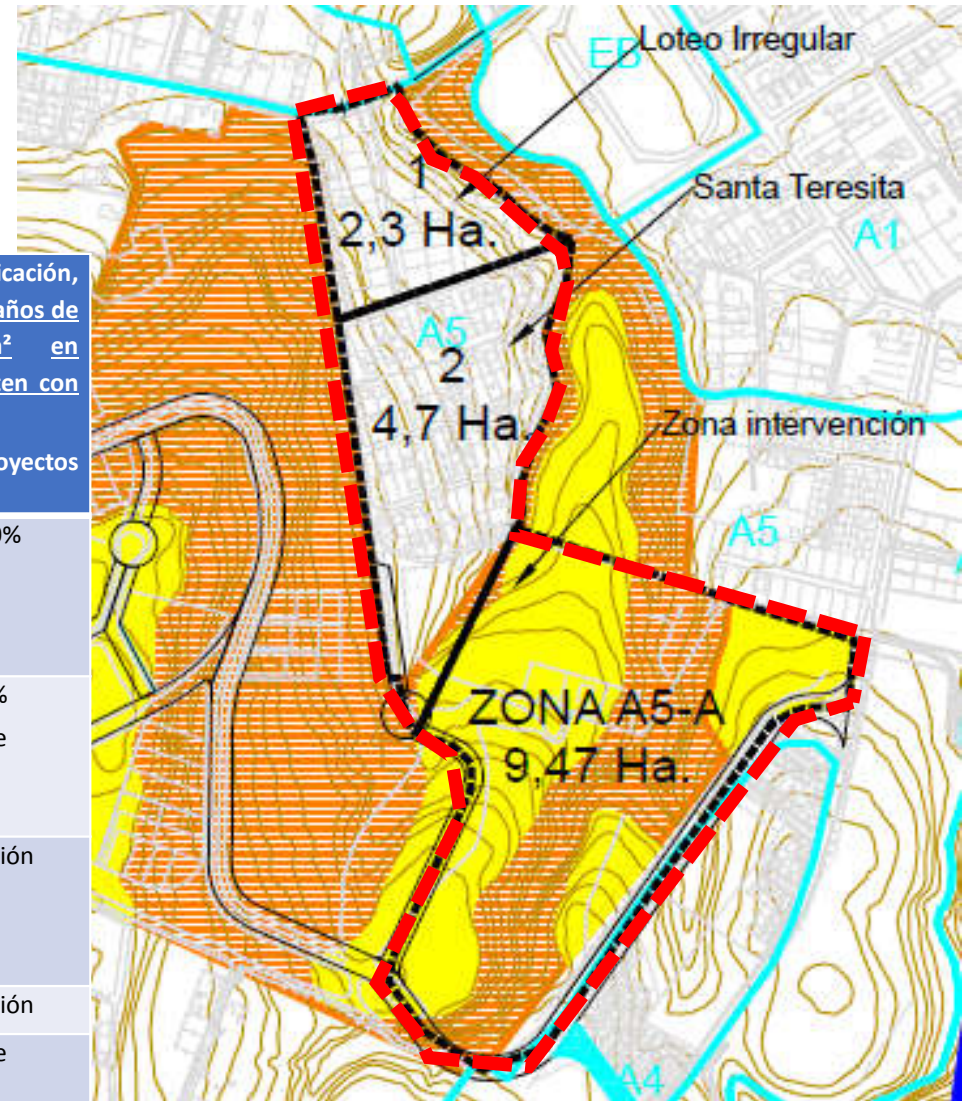 Loteo Irregular
EB
1
2,3 Ha.
Santa Teresita
A1
A5
2
4,7 Ha.
Zona intervención
A5
ZONA A5-A
9,47 Ha.
A4
icación,
años de
² en
en con
oyectos
%
%
e
ión
ión
e